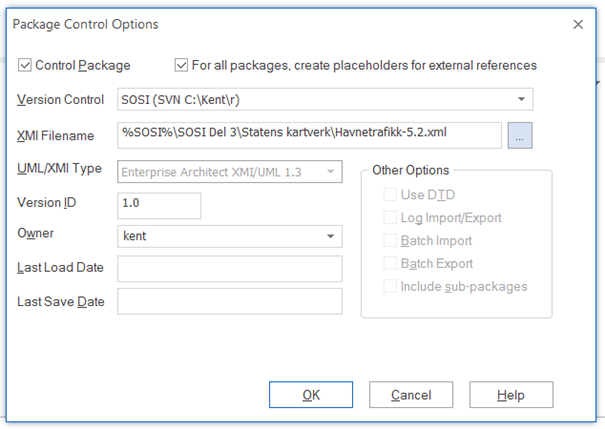 Package Control Options
Control Package
For all packages, create placeholders for external references
Version Control
SOSI (SVN C:\Kent\r)
XMI Filename
%SOSI%\SOSI Del 3\Statens kartverk\Havnetrafikk-5.2.xml
...
UML/XMI Type
Enterprise Architect XMI/UML 1.3
Version ID
1.0
Owner
kent
Last Load Date
Last Save Date
Other Options
Use DTD
Log Import/Export
Batch Import
Batch Export
Include sub-packages
OK
Cancel
Help